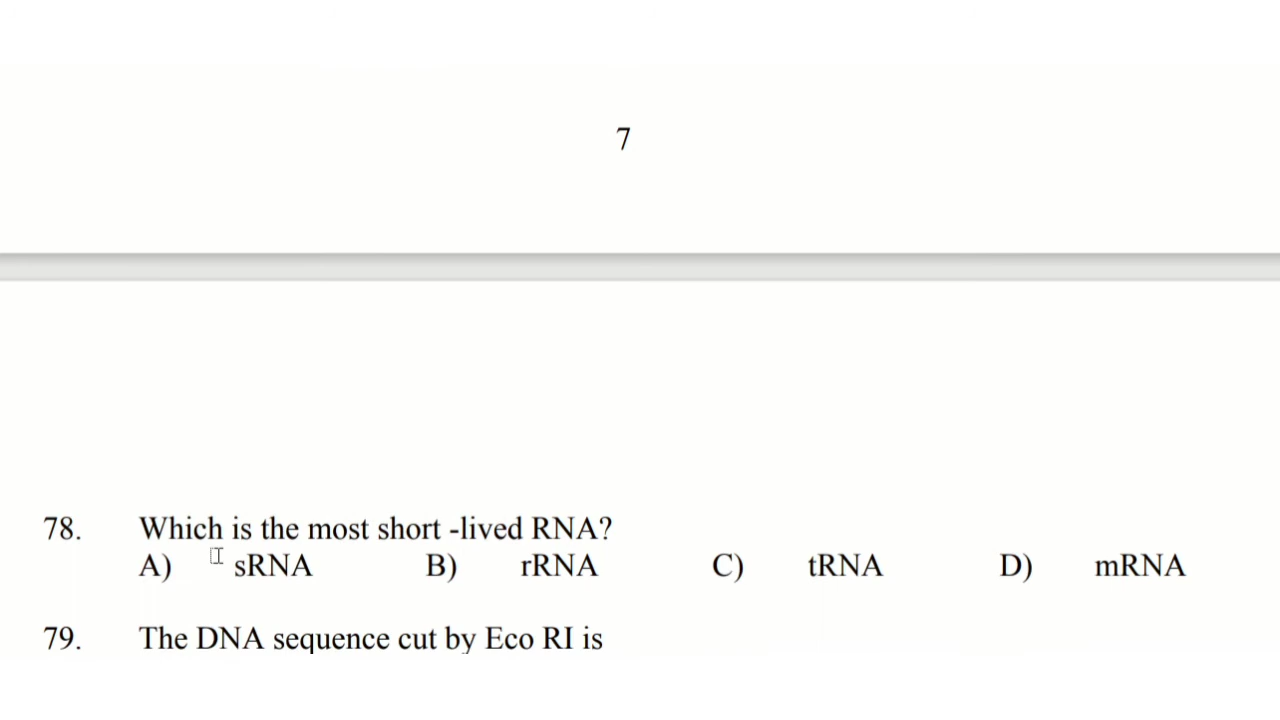 7
78. Which is the most short -lived RNA?
A) sRNA B) rRNA C) tRNA D) mRNA
79. The DNA sequence cut by Eco RI is